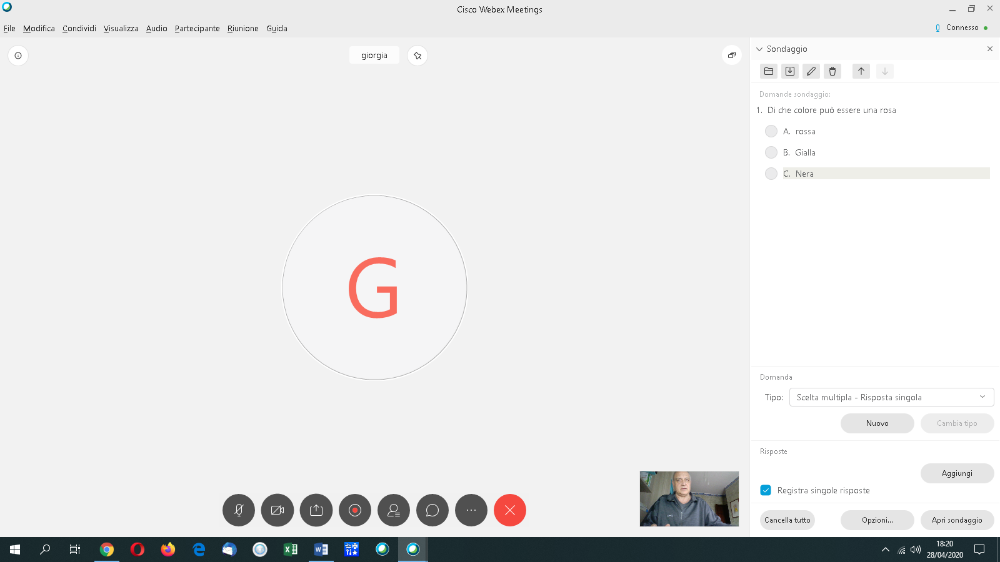 Cisco Webex Meetings
File Modifica Condividi Visualizza Audio Partecipante Riunione Guida
Connesso
giorgia
G
Sondaggio
Domande sondaggio:
1. Di che colore può essere una rosa
A. rossa
B. Gialla
C. Nera
Domanda
Tipo: Scelta multipla - Risposta singola
Nuovo Cambia tipo
Risposte
Aggiungi
Registra singole risposte
Cancella tutto Opzioni... Apri sondaggio
18:20
28/04/2020